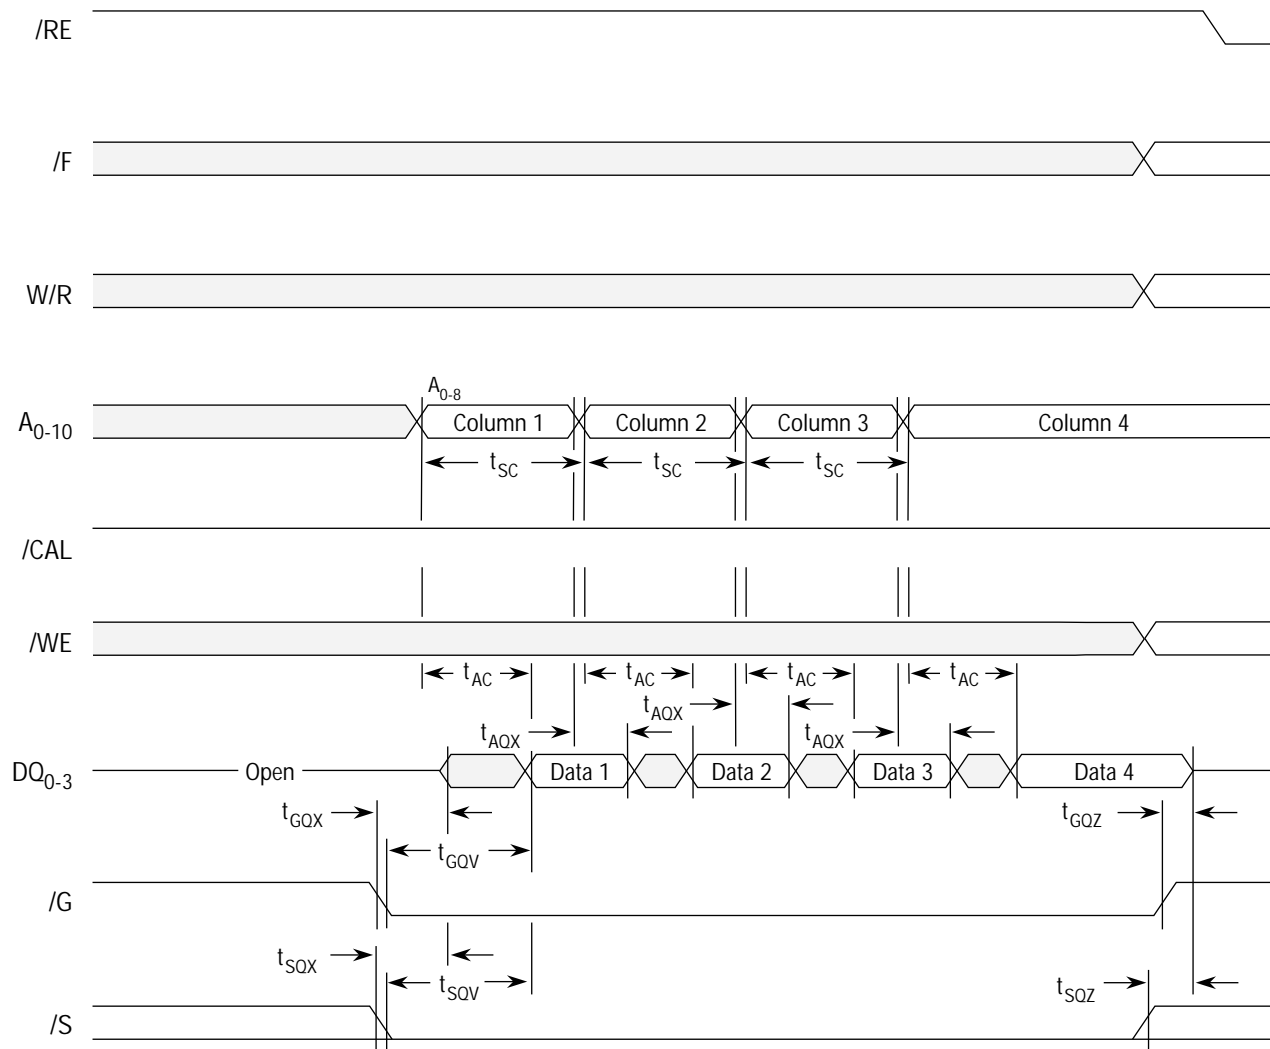 /RE
/F
W/R
A0-8
A0-10 Column 1 Column 2 Column 3 Column 4
tSC tSC tSC
/CAL
/WE
tAC tAC tAC tAC
tAQX
tAQX tAQX
DQ0-3 Open Data 1 Data 2 Data 3 Data 4
tGQX tGQZ
tGQV
/G
tSQX
tSQV tSQZ
/S